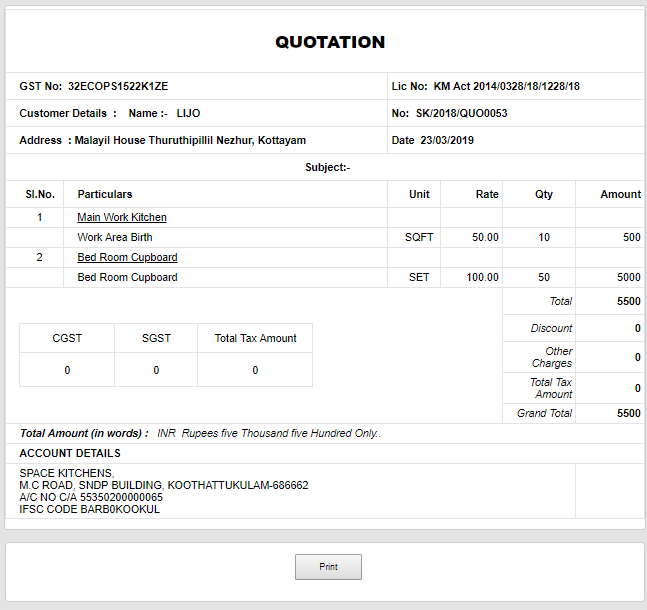 QUOTATION
GST No: 32ECOPS1522K1ZE Lic No: KM Act 2014/0328/18/1228/18
Customer Details : Name :- LIJO No: SK/2018/QUO0053
Address : Malayil House Thuruthipillil Nezhur, Kottayam Date 23/03/2019
Subject:-
Sl.No. Particulars Unit Rate Qty Amount
1 Main Work Kitchen
Work Area Birth SQFT 50.00 10 500
2 Bed Room Cupboard
Bed Room Cupboard SET 100.00 50 5000
Total 5500
Discount 0
Other
Charges 0
Total Tax
Amount 0
Grand Total 5500
CGST SGST Total Tax Amount
0 0 0
Total Amount (in words) : INR Rupees five Thousand five Hundred Only..
ACCOUNT DETAILS
SPACE KITCHENS,
M.C ROAD, SNDP BUILDING, KOOTHATTUKULAM-686662
A/C NO C/A 55350200000065
IFSC CODE BARB0KOOKUL
Print